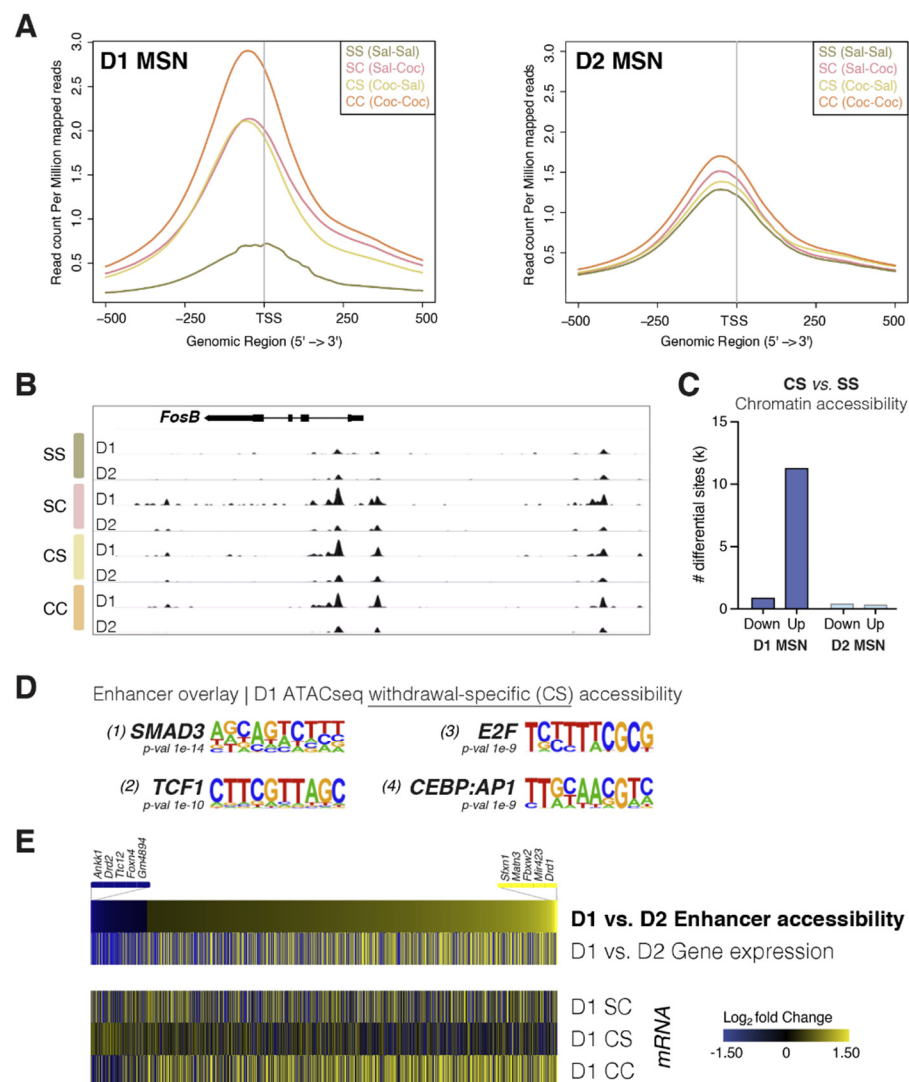 A
D1 MSN
SS (Sal-Sal)
SC (Sal-Coc)
CS (Coc-Sal)
CC (Coc-Coc)
Read count Per Million mapped reads
3.0
2.5
2.0
1.5
1.0
0.5
−500 −250 TSS 250 500
Genomic Region (5' −> 3')
D2 MSN
SS (Sal-Sal)
SC (Sal-Coc)
CS (Coc-Sal)
CC (Coc-Coc)
Read count Per Million mapped reads
3.0
2.5
2.0
1.5
1.0
0.5
−500 −250 TSS 250 500
Genomic Region (5' −> 3')
B
FosB
SS
D1
D2
SC
D1
D2
CS
D1
D2
CC
D1
D2
C
CS vs. SS
Chromatin accessibility
# differential sites (k)
15
10
5
0
Down Up Down Up
D1 MSN D2 MSN
D
Enhancer overlay | D1 ATACseq withdrawal-specific (CS) accessibility
(1) SMAD3
p-val 1e-14
AGCAGTCTTT
(2) TCF1
p-val 1e-10
CTTCGTTAGC
(3) E2F
p-val 1e-9
TCTTTTCGCG
(4) CEBP:AP1
p-val 1e-9
TTGCAACGTC
E
Ankk1
Drd2
Ttc12
Foxn4
Gm4894
Sfxn1
Matn3
Fbxw2
Mir423
Drd1
D1 vs. D2 Enhancer accessibility
D1 vs. D2 Gene expression
D1 SC
D1 CS
D1 CC
mRNA
Log2 fold Change
-1.50 0 1.50